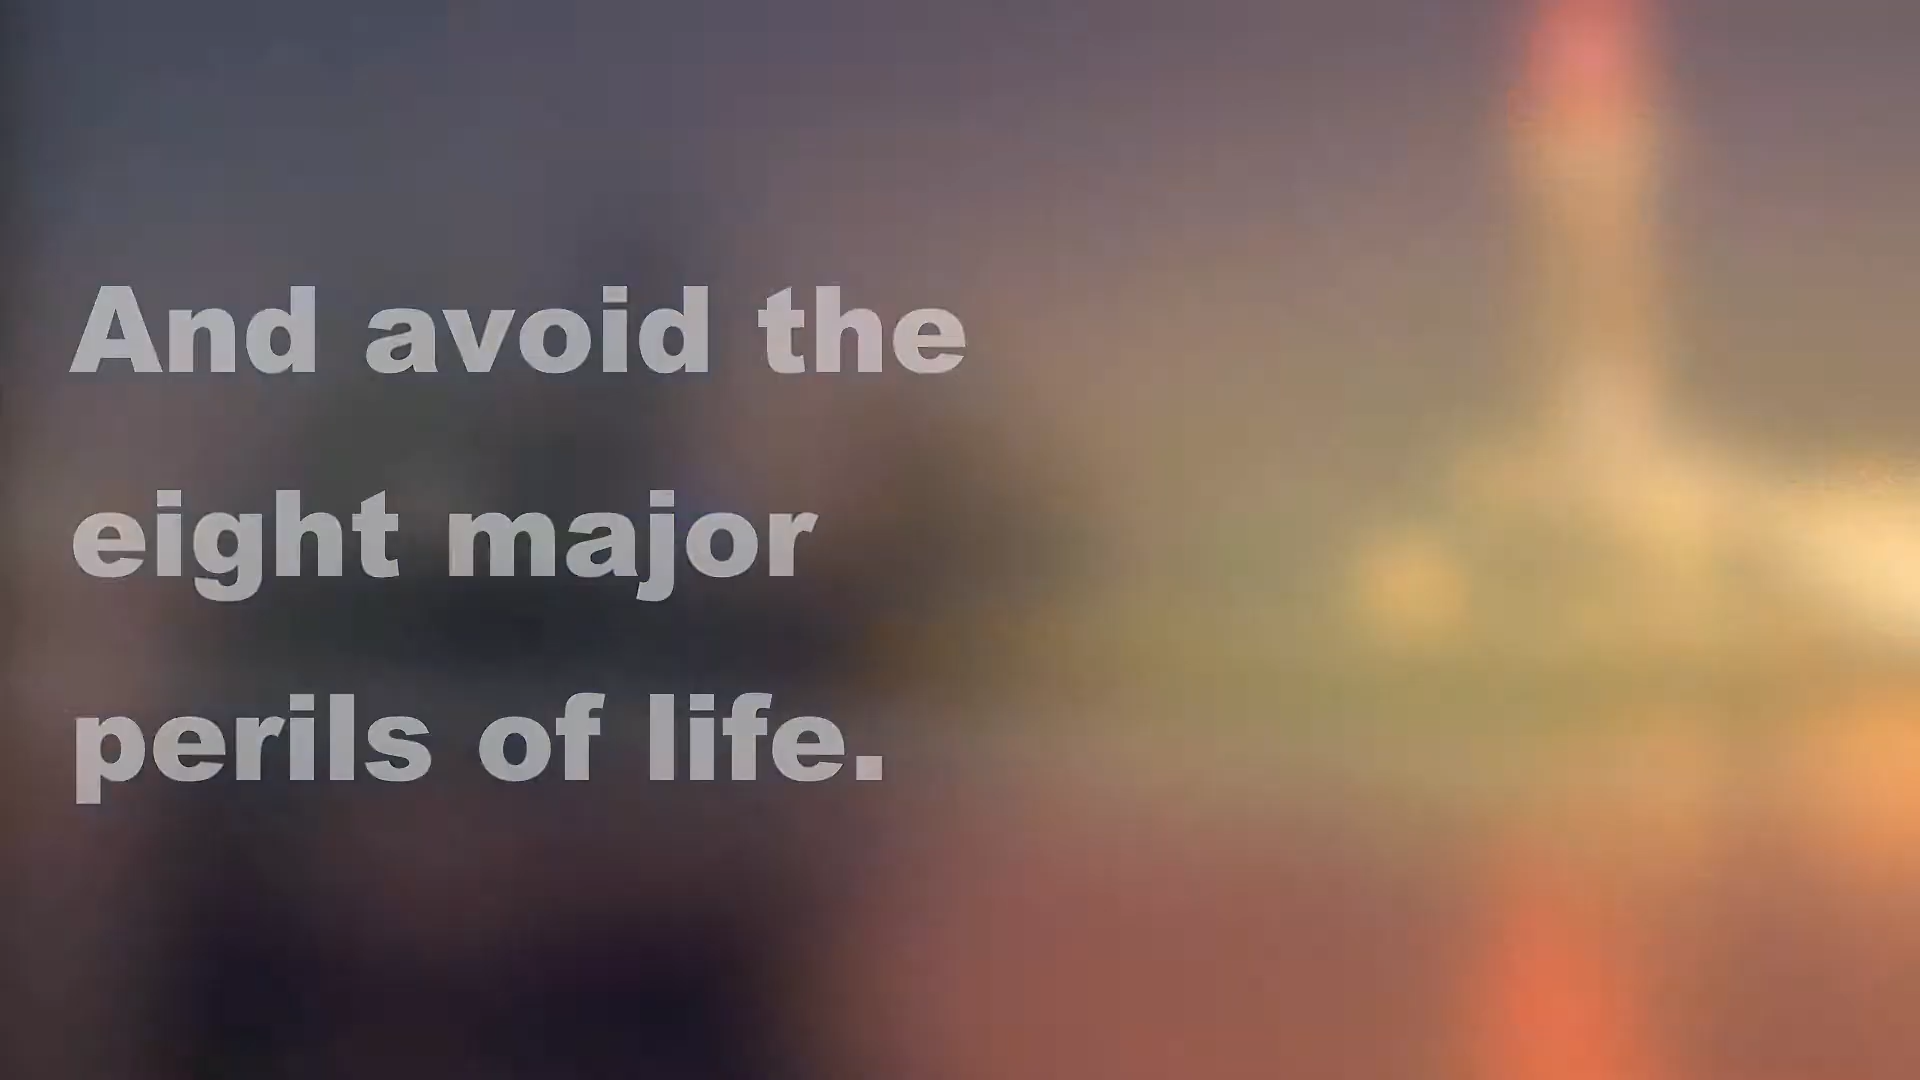 And avoid the
eight major
perils of life.